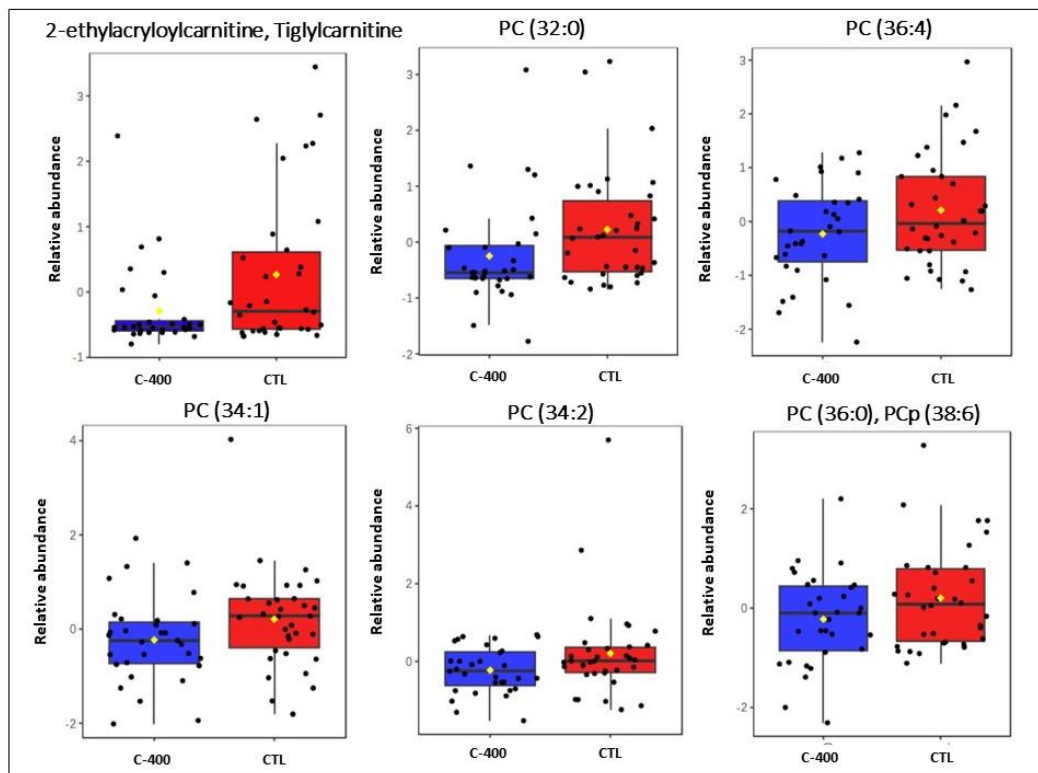 2-ethylacryloylcarnitine, Tiglylcarnitine
Relative abundance
3
2
1
0
-1
C-400
CTL
PC (32:0)
Relative abundance
3
2
1
0
-1
-2
C-400
CTL
PC (36:4)
Relative abundance
3
2
1
0
-1
-2
C-400
CTL
PC (34:1)
Relative abundance
4
2
0
-2
C-400
CTL
PC (34:2)
Relative abundance
6
4
2
0
C-400
CTL
PC (36:0), PCp (38:6)
Relative abundance
2
0
-2
C-400
CTL